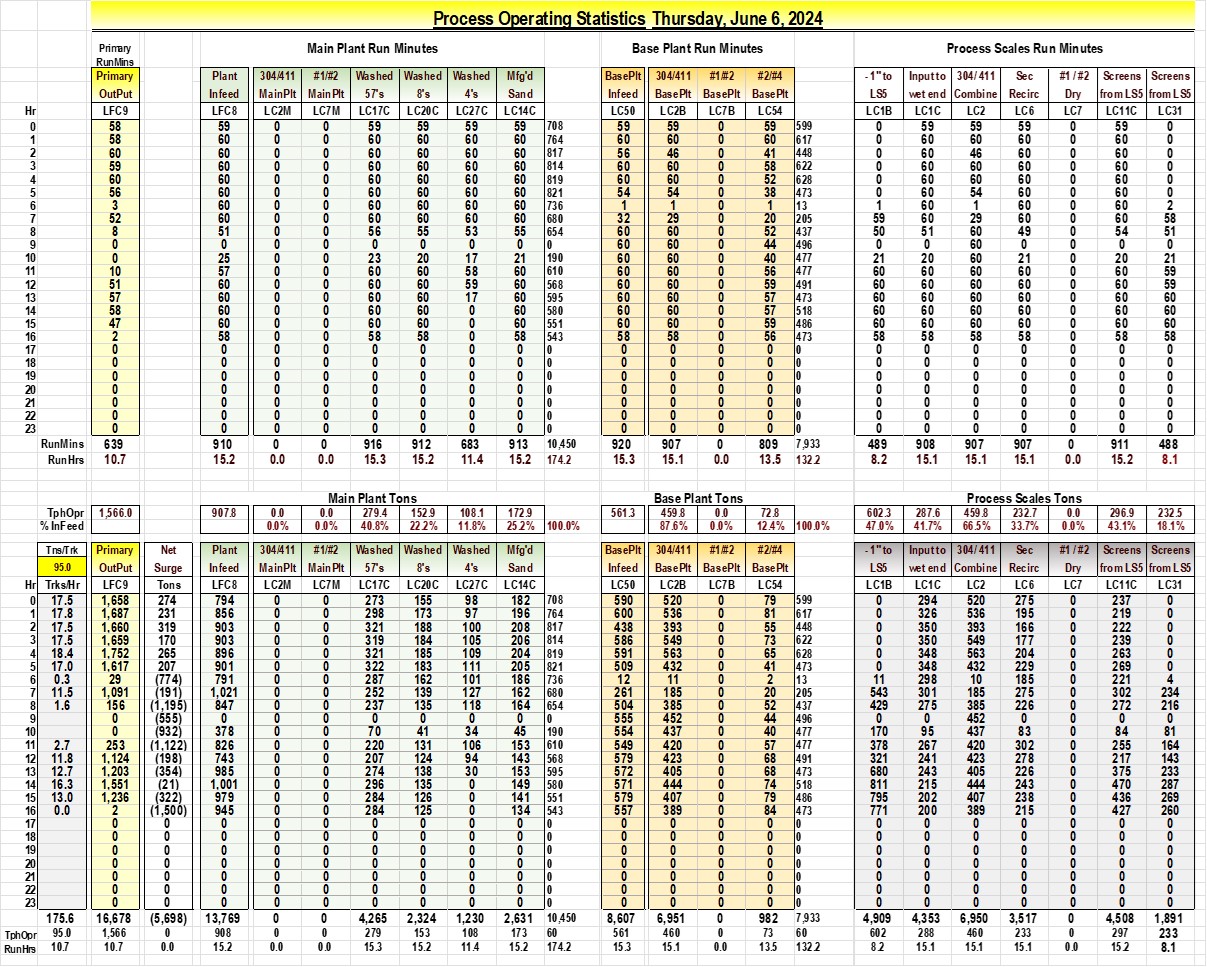 Process Operating Statistics Thursday, June 6, 2024
Primary Main Plant Run Minutes Base Plant Run Minutes Process Scales Run Minutes
RunMins
Primary Plant 304/411 #1/#2 Washed Washed Washed Mfg'd BasePlt 304/411 #1/#2 #2/#4 - 1" to Input to 304/ 411 Sec #1 / #2 Screens Screens
OutPut Infeed MainPlt MainPlt 57's 8's 4's Sand Infeed BasePlt BasePlt BasePlt LS5 wet end Combine Recirc Dry from LS5 from LS5
Hr LFC9 LFC8 LC2M LC7M LC17C LC20C LC27C LC14C LC50 LC2B LC7B LC54 LC1B LC1C LC2 LC6 LC7 LC11C LC31
0 58 59 0 0 59 59 59 59 708 59 59 0 59 599 0 59 59 59 0 59 0
1 58 60 0 0 60 60 60 60 764 60 60 0 60 617 0 60 60 60 0 60 0
2 60 60 0 0 60 60 60 60 817 56 46 0 41 448 0 60 46 60 0 60 0
3 59 60 0 0 60 60 60 60 814 60 60 0 58 622 0 60 60 60 0 60 0
4 60 60 0 0 60 60 60 60 819 60 60 0 52 628 0 60 60 60 0 60 0
5 56 60 0 0 60 60 60 60 821 54 54 0 38 473 0 60 54 60 0 60 0
6 3 60 0 0 60 60 60 60 736 1 1 0 1 13 1 60 1 60 0 60 2
7 52 60 0 0 60 60 60 60 680 32 29 0 20 205 59 60 29 60 0 60 58
8 8 51 0 0 56 55 53 55 654 60 60 0 52 437 50 51 60 49 0 54 51
9 0 0 0 0 0 0 0 0 0 60 60 0 44 496 0 0 60 0 0 0 0
10 0 25 0 0 23 20 17 21 190 60 60 0 40 477 21 20 60 21 0 20 21
11 10 57 0 0 60 60 58 60 610 60 60 0 56 477 60 60 60 60 0 60 59
12 51 60 0 0 60 60 59 60 568 60 60 0 59 491 60 60 60 60 0 60 59
13 57 60 0 0 60 60 17 60 595 60 60 0 57 473 60 60 60 60 0 60 60
14 58 60 0 0 60 60 0 60 580 60 60 0 57 518 60 60 60 60 0 60 60
15 47 60 0 0 60 60 0 60 551 60 60 0 59 486 60 60 60 60 0 60 60
16 2 58 0 0 58 58 0 58 543 58 58 0 56 473 58 58 58 58 0 58 58
17 0 0 0 0 0 0 0 0 0 0 0 0 0 0 0 0 0 0 0 0 0
18 0 0 0 0 0 0 0 0 0 0 0 0 0 0 0 0 0 0 0 0 0
19 0 0 0 0 0 0 0 0 0 0 0 0 0 0 0 0 0 0 0 0 0
20 0 0 0 0 0 0 0 0 0 0 0 0 0 0 0 0 0 0 0 0 0
21 0 0 0 0 0 0 0 0 0 0 0 0 0 0 0 0 0 0 0 0 0
22 0 0 0 0 0 0 0 0 0 0 0 0 0 0 0 0 0 0 0 0 0
23 0 0 0 0 0 0 0 0 0 0 0 0 0 0 0 0 0 0 0 0 0
RunMins 639 910 0 0 916 912 683 913 10,450 920 907 0 809 7,933 489 908 907 907 0 911 488
Run Hrs 10.7 15.2 0.0 0.0 15.3 15.2 11.4 15.2 174.2 15.3 15.1 0.0 13.5 132.2 8.2 15.1 15.1 15.1 0.0 15.2 8.1
Main Plant Tons Base Plant Tons Process Scales Tons
TphOpr 1,566.0 907.8 0.0 0.0 279.4 152.9 108.1 172.9 561.3 459.8 0.0 72.8 602.3 287.6 459.8 232.7 0.0 296.9 232.5
% InFeed 0.0% 0.0% 40.8% 22.2% 11.8% 25.2% 100.0% 87.6% 0.0% 12.4% 100.0% 47.0% 41.7% 66.5% 33.7% 0.0% 43.1% 18.1%
Tns/Trk Primary Net Plant 304/411 #1/#2 Washed Washed Washed Mfg'd BasePlt 304/411 #1/#2 #2/#4 - 1" to Input to 304/ 411 Sec #1 / #2 Screens Screens
95.0 OutPut Surge Infeed MainPlt MainPlt 57's 8's 4's Sand Infeed BasePlt BasePlt BasePlt LS5 wet end Combine Recirc Dry from LS5 from LS5
Hr Trks/Hr LFC9 Tons LFC8 LC2M LC7M LC17C LC20C LC27C LC14C LC50 LC2B LC7B LC54 LC1B LC1C LC2 LC6 LC7 LC11C LC31
0 17.5 1,658 274 794 0 0 273 155 98 182 708 590 520 0 79 599 0 294 520 275 0 237 0
1 17.8 1,687 231 856 0 0 298 173 97 196 764 600 536 0 81 617 0 326 536 195 0 219 0
2 17.5 1,660 319 903 0 0 321 188 100 208 817 438 393 0 55 448 0 350 393 166 0 222 0
3 17.5 1,659 170 903 0 0 319 184 105 206 814 586 549 0 73 622 0 350 549 177 0 239 0
4 18.4 1,752 265 896 0 0 321 185 109 204 819 591 563 0 65 628 0 348 563 204 0 263 0
5 17.0 1,617 207 901 0 0 322 183 111 205 821 509 432 0 41 473 0 348 432 229 0 269 0
6 0.3 29 (774) 791 0 0 287 162 101 186 736 12 11 0 2 13 11 298 10 185 0 221 4
7 11.5 1,091 (191) 1,021 0 0 252 139 127 162 680 261 185 0 20 205 543 301 185 275 0 302 234
8 1.6 156 (1,195) 847 0 0 237 135 118 164 654 504 385 0 52 437 429 275 385 226 0 272 216
9 0 (555) 0 0 0 0 0 0 0 0 555 452 0 44 496 0 0 452 0 0 0 0
10 0 (932) 378 0 0 70 41 34 45 190 554 437 0 40 477 170 95 437 83 0 84 81
11 2.7 253 (1,122) 826 0 0 220 131 106 153 610 549 420 0 57 477 378 267 420 302 0 255 164
12 11.8 1,124 (198) 743 0 0 207 124 94 143 568 579 423 0 68 491 321 241 423 278 0 217 143
13 12.7 1,203 (354) 985 0 0 274 138 30 153 595 572 405 0 68 473 680 243 405 226 0 375 233
14 16.3 1,551 (21) 1,001 0 0 296 135 0 149 580 571 444 0 74 518 811 215 444 243 0 470 287
15 13.0 1,236 (322) 979 0 0 284 126 0 141 551 579 407 0 79 486 795 202 407 238 0 436 269
16 0.0 2 (1,500) 945 0 0 284 125 0 134 543 557 389 0 84 473 771 200 389 215 0 427 260
17 0 0 0 0 0 0 0 0 0 0 0 0 0 0 0 0 0 0 0 0 0 0
18 0 0 0 0 0 0 0 0 0 0 0 0 0 0 0 0 0 0 0 0 0 0
19 0 0 0 0 0 0 0 0 0 0 0 0 0 0 0 0 0 0 0 0 0 0
20 0 0 0 0 0 0 0 0 0 0 0 0 0 0 0 0 0 0 0 0 0 0
21 0 0 0 0 0 0 0 0 0 0 0 0 0 0 0 0 0 0 0 0 0 0
22 0 0 0 0 0 0 0 0 0 0 0 0 0 0 0 0 0 0 0 0 0 0
23 0 0 0 0 0 0 0 0 0 0 0 0 0 0 0 0 0 0 0 0 0 0
175.6 16,678 (5,698) 13,769 0 0 4,265 2,324 1,230 2,631 10,450 8,607 6,951 0 982 7,933 4,909 4,353 6,950 3,517 0 4,508 1,891
TphOpr 95.0 1,566 0 908 0 0 279 153 108 173 60 561 460 0 73 60 602 288 460 233 0 297 233
RunHrs 10.7 10.7 0.0 15.2 0.0 0.0 15.3 15.2 11.4 15.2 174.2 15.3 15.1 0.0 13.5 132.2 8.2 15.1 15.1 15.1 0.0 15.2 8.1